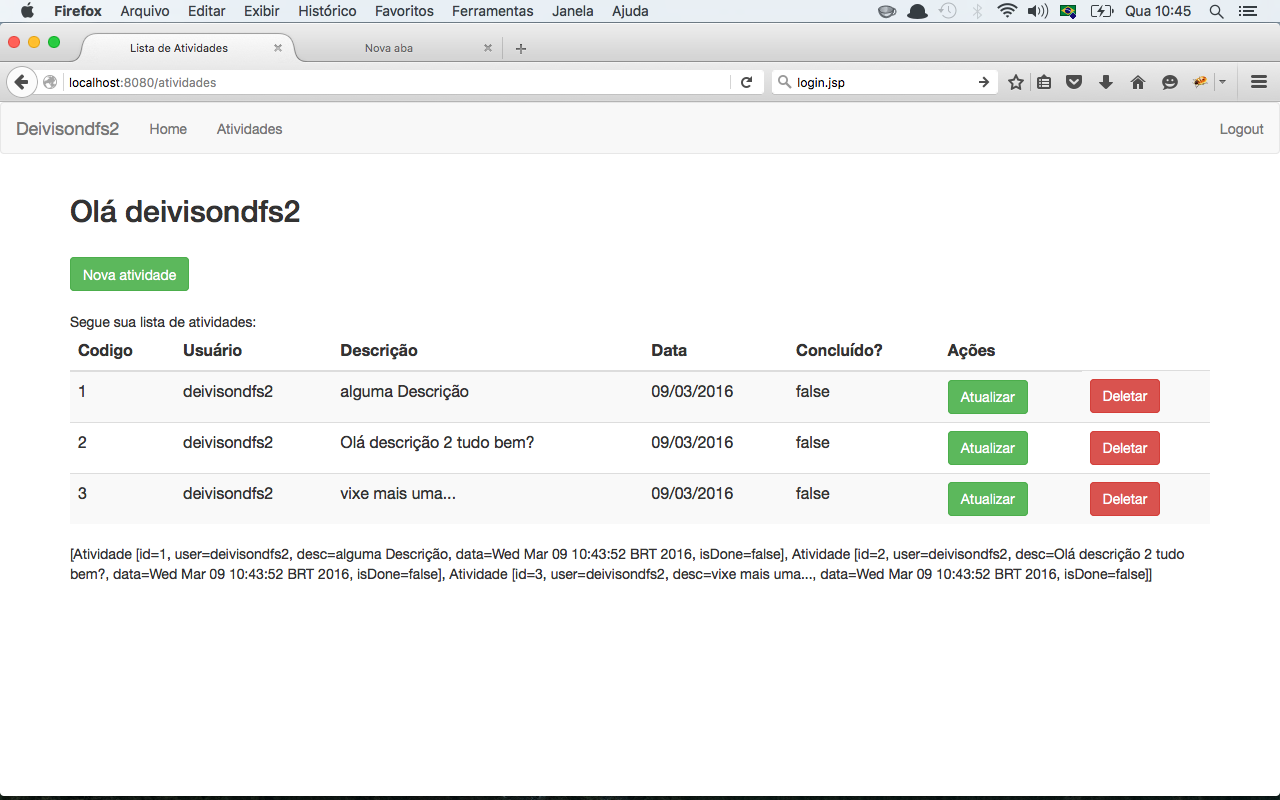 Firefox Arquivo Editar Exibir Histórico Favoritos Ferramentas Janela Ajuda Qua 10:45
Lista de Atividades Nova aba
localhost:8080/atividades login.jsp
Deivisondfs2 Home Atividades Logout
Olá deivisondfs2
Nova atividade
Segue sua lista de atividades:
Codigo Usuário Descrição Data Concluído? Ações
1 deivisondfs2 alguma Descrição 09/03/2016 false Atualizar Deletar
2 deivisondfs2 Olá descrição 2 tudo bem? 09/03/2016 false Atualizar Deletar
3 deivisondfs2 vixe mais uma... 09/03/2016 false Atualizar Deletar
[Atividade [id=1, user=deivisondfs2, desc=alguma Descrição, data=Wed Mar 09 10:43:52 BRT 2016, isDone=false], Atividade [id=2, user=deivisondfs2, desc=Olá descrição 2 tudo
bem?, data=Wed Mar 09 10:43:52 BRT 2016, isDone=false], Atividade [id=3, user=deivisondfs2, desc=vixe mais uma..., data=Wed Mar 09 10:43:52 BRT 2016, isDone=false]]